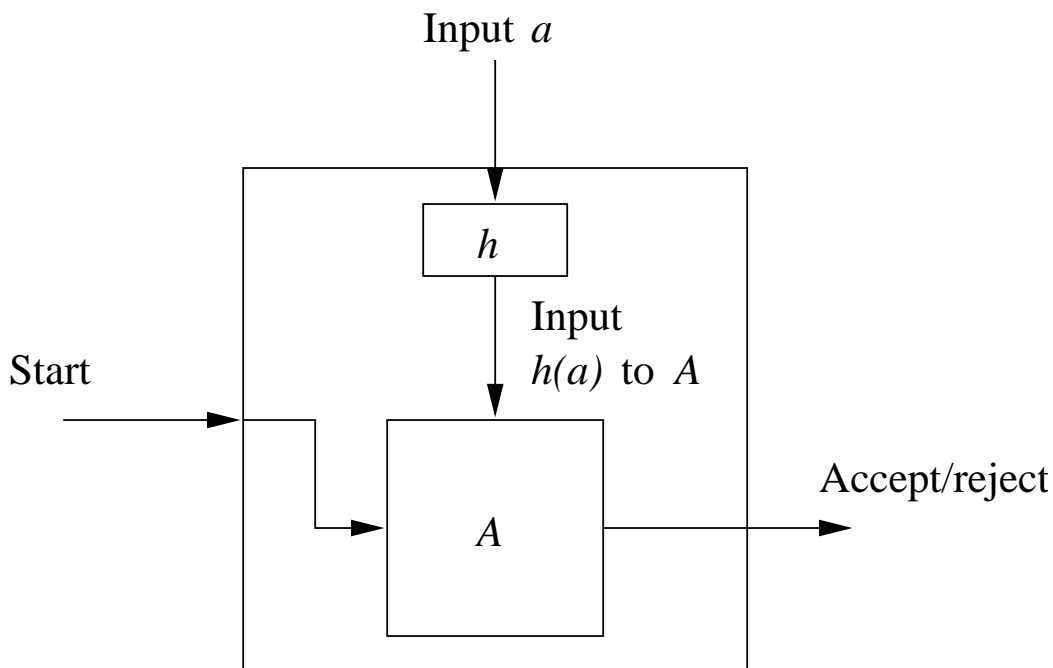 Input a
h
Input
h(a) to A
Start
Accept/reject
A